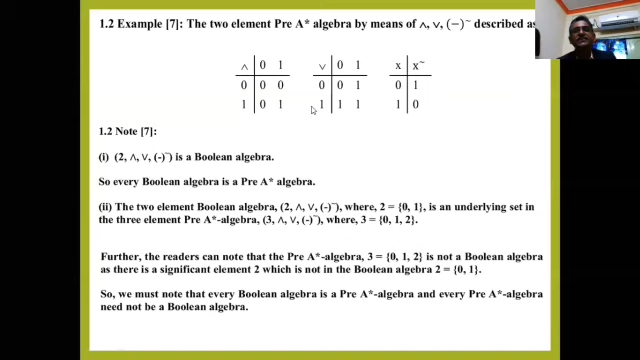 1.2 Example [7]: The two element Pre A* algebra by means of ∧, ∨, (−)~ described as
∧ 0 1 ∨ 0 1 x x~
0 0 0 0 0 1 0 1
1 0 1 1 1 1 1 0
1.2 Note [7]:
(i) (2, ∧, ∨, (-)~) is a Boolean algebra.
So every Boolean algebra is a Pre A* algebra.
(ii) The two element Boolean algebra, (2, ∧, ∨, (-)~), where, 2 = {0, 1}, is an underlying set in
the three element Pre A*-algebra, (3, ∧, ∨, (-)~), where, 3 = {0, 1, 2}.
Further, the readers can note that the Pre A*-algebra, 3 = {0, 1, 2} is not a Boolean algebra
as there is a significant element 2 which is not in the Boolean algebra 2 = {0, 1}.
So, we must note that every Boolean algebra is a Pre A*-algebra and every Pre A*-algebra
need not be a Boolean algebra.